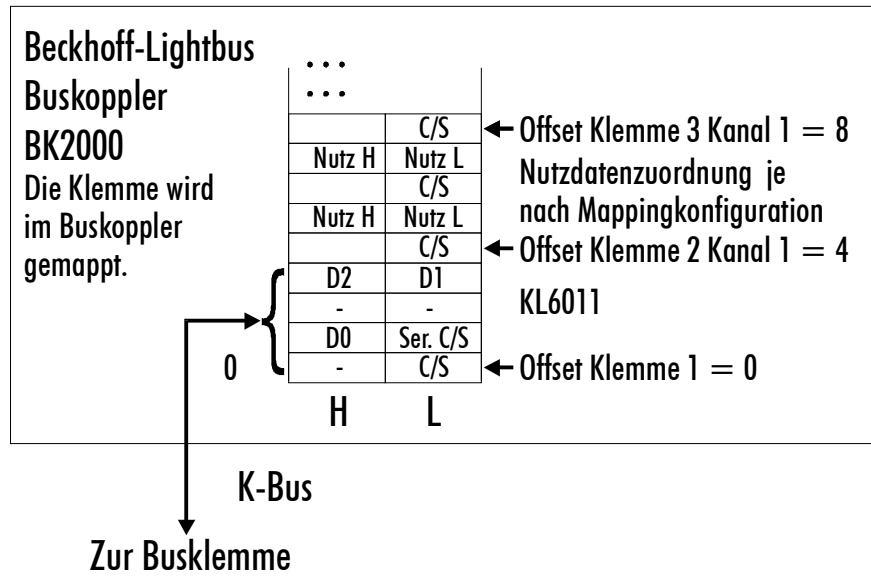 Beckhoff-Lightbus
Buskoppler
BK2000
Die Klemme wird
im Buskoppler
gemappt.
...
...
C/S
Nutz H Nutz L
C/S
Nutz H Nutz L
C/S
D2 D1
- -
D0 Ser. C/S
- C/S
H L
0
Offset Klemme 3 Kanal 1 = 8
Nutzdatenzuordnung je
nach Mappingkonfiguration
Offset Klemme 2 Kanal 1 = 4
KL6011
Offset Klemme 1 = 0
K-Bus
Zur Busklemme